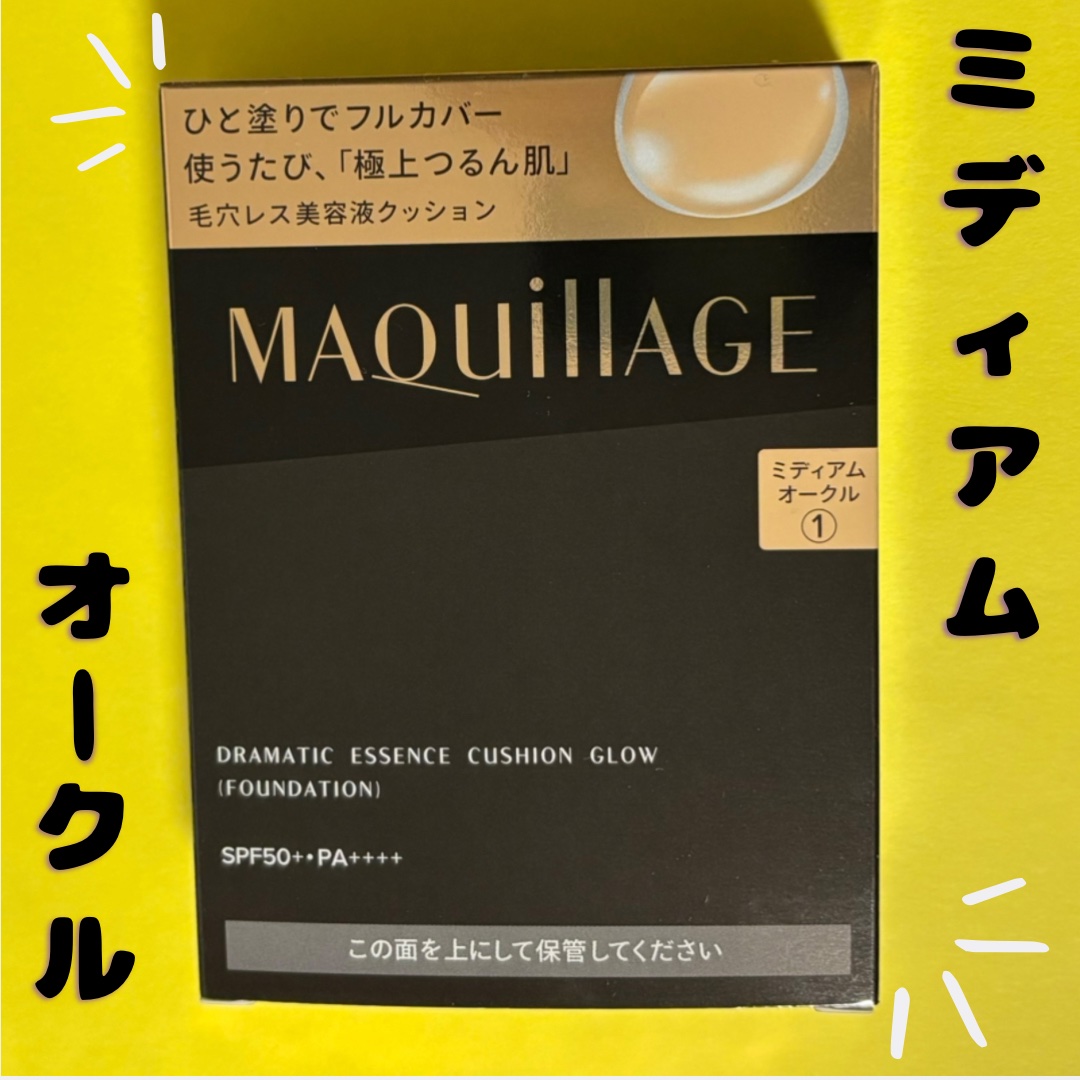 ミディアム
オークル
ひと塗りでフルカバー
使うたび、「極上つるん肌」
毛穴レス美容液クッション
MAQuillAGE
ミディアム
オークル
①
DRAMATIC ESSENCE CUSHION GLOW
(FOUNDATION)
SPF50+・PA++++
この面を上にして保管してください